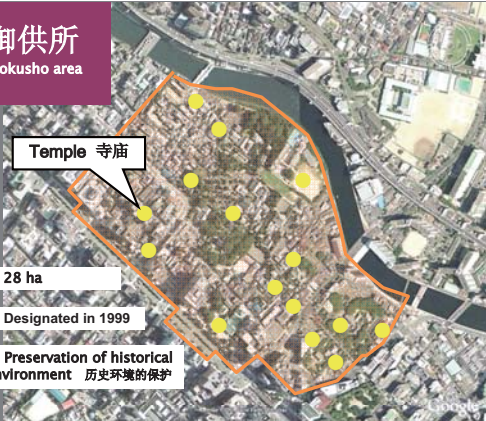 御供所
okusho area
Temple 寺庙
28 ha
Designated in 1999
Preservation of historical
nvironment 历史环境的保护
Google